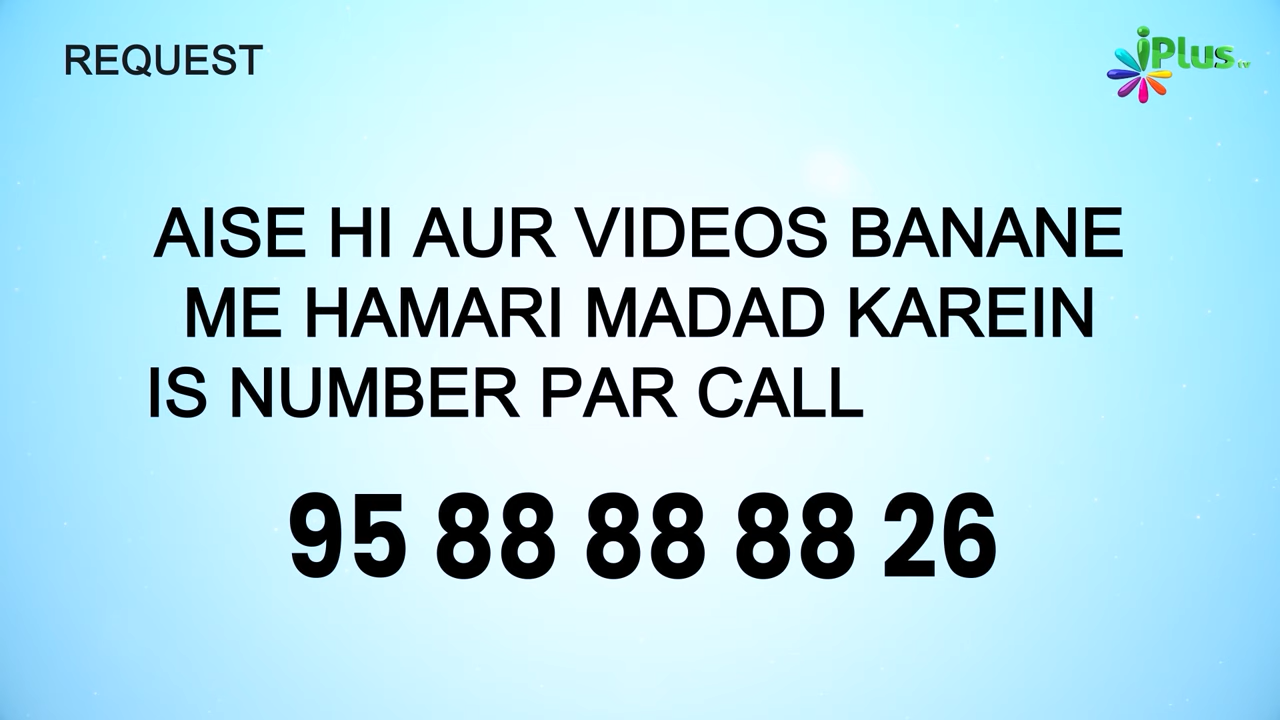 REQUEST
iPlus tv
AISE HI AUR VIDEOS BANANE
ME HAMARI MADAD KAREIN
IS NUMBER PAR CALL
95 88 88 88 26